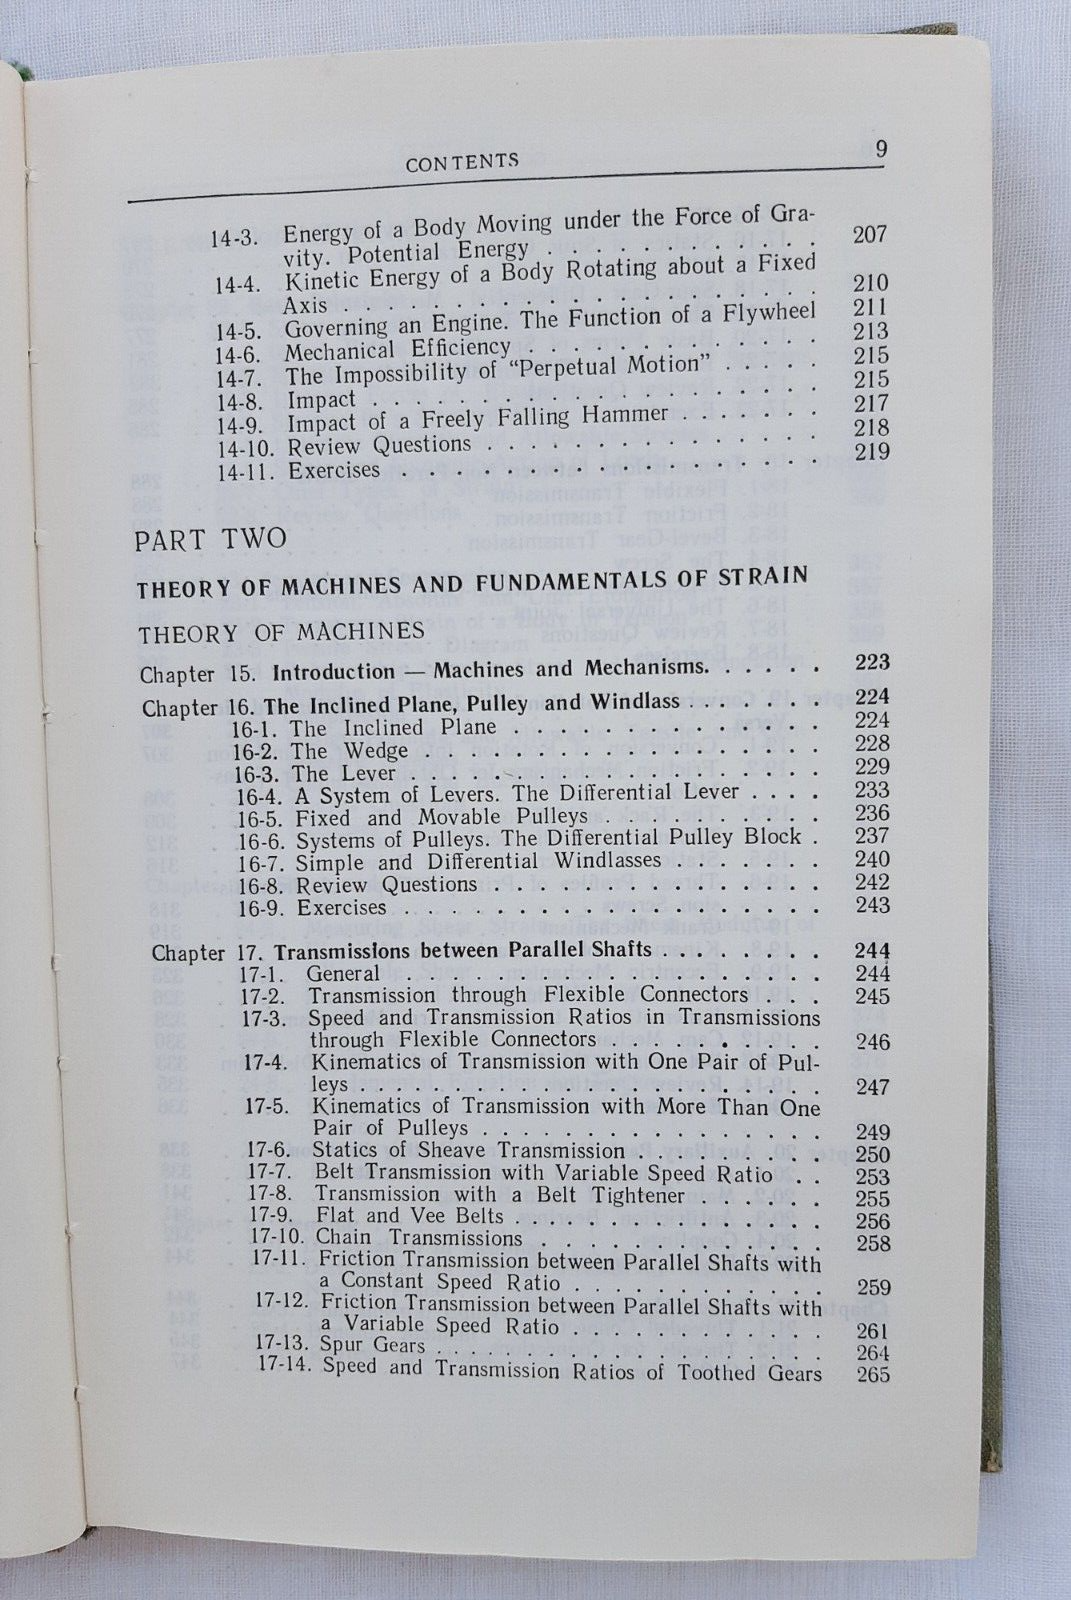 CONTENTS 9
14-3. Energy of a Body Moving under the Force of Gra-
vity. Potential Energy . . . . . . . . . . . . . 207
14-4. Kinetic Energy of a Body Rotating about a Fixed
Axis . . . . . . . . . . . . . . . . . . 210
14-5. Governing an Engine. The Function of a Flywheel 211
14-6. Mechanical Efficiency . . . . . . . . . . . . . 213
14-7. The Impossibility of “Perpetual Motion” . . . . . 215
14-8. Impact . . . . . . . . . . . . . . . . . 215
14-9. Impact of a Freely Falling Hammer . . . . . . . 217
14-10. Review Questions . . . . . . . . . . . . . . 218
14-11. Exercises . . . . . . . . . . . . . . . . 219
PART TWO
THEORY OF MACHINES AND FUNDAMENTALS OF STRAIN
THEORY OF MACHINES
Chapter 15. Introduction — Machines and Mechanisms. . . . . . 223
Chapter 16. The Inclined Plane, Pulley and Windlass . . . . . . 224
16-1. The Inclined Plane . . . . . . . . . . . . . 224
16-2. The Wedge . . . . . . . . . . . . . . . . 228
16-3. The Lever . . . . . . . . . . . . . . . . 229
16-4. A System of Levers. The Differential Lever . . . . 233
16-5. Fixed and Movable Pulleys . . . . . . . . . . 236
16-6. Systems of Pulleys. The Differential Pulley Block . 237
16-7. Simple and Differential Windlasses . . . . . . . 240
16-8. Review Questions . . . . . . . . . . . . . . 242
16-9. Exercises . . . . . . . . . . . . . . . . . 243
Chapter 17. Transmissions between Parallel Shafts . . . . . . . 244
17-1. General . . . . . . . . . . . . . . . . . 244
17-2. Transmission through Flexible Connectors . . . 245
17-3. Speed and Transmission Ratios in Transmissions
through Flexible Connectors . . . . . . . . . . 246
17-4. Kinematics of Transmission with One Pair of Pul-
leys . . . . . . . . . . . . . . . . . . . 247
17-5. Kinematics of Transmission with More Than One
Pair of Pulleys . . . . . . . . . . . . . . . 249
17-6. Statics of Sheave Transmission . . . . . . . . . 250
17-7. Belt Transmission with Variable Speed Ratio . . 253
17-8. Transmission with a Belt Tightener . . . . . . 255
17-9. Flat and Vee Belts . . . . . . . . . . . . . 256
17-10. Chain Transmissions . . . . . . . . . . . . 258
17-11. Friction Transmission between Parallel Shafts with
a Constant Speed Ratio . . . . . . . . . . . 259
17-12. Friction Transmission between Parallel Shafts with
a Variable Speed Ratio . . . . . . . . . . . 261
17-13. Spur Gears . . . . . . . . . . . . . . . . . 264
17-14. Speed and Transmission Ratios of Toothed Gears 265